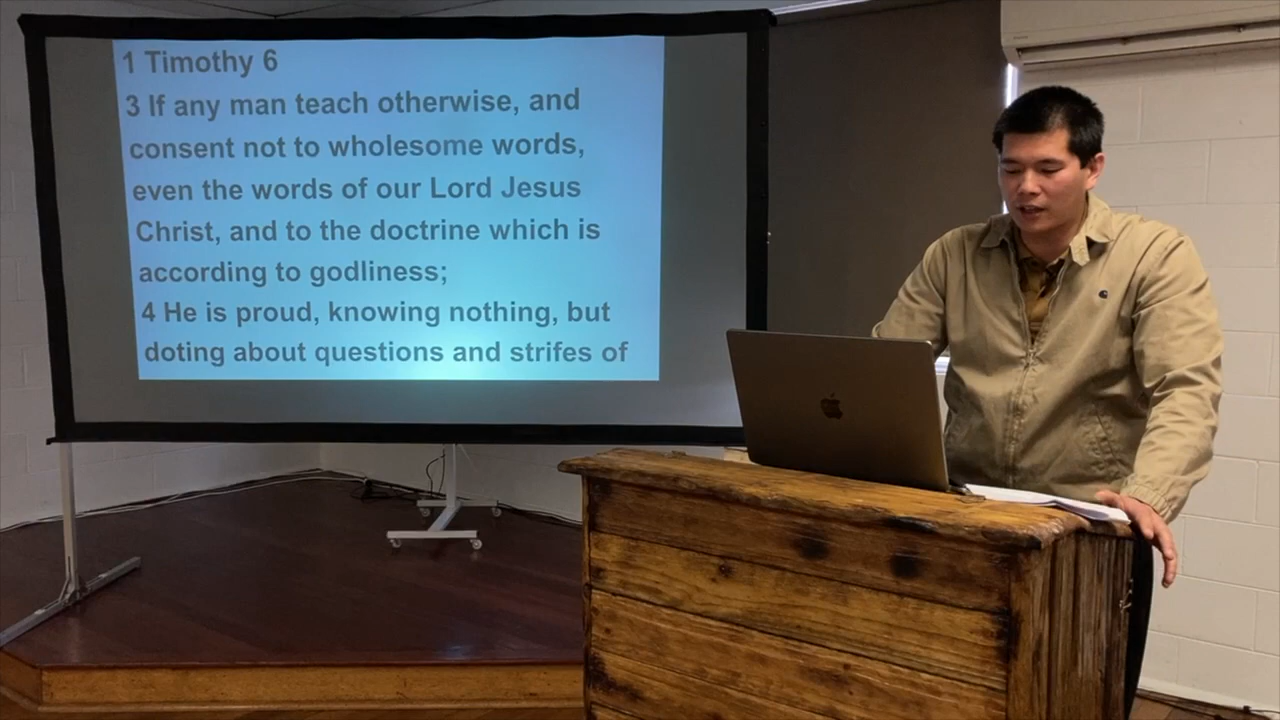 1 Timothy 6
3 If any man teach otherwise, and
consent not to wholesome words,
even the words of our Lord Jesus
Christ, and to the doctrine which is
according to godliness;
4 He is proud, knowing nothing, but
doting about questions and strifes of